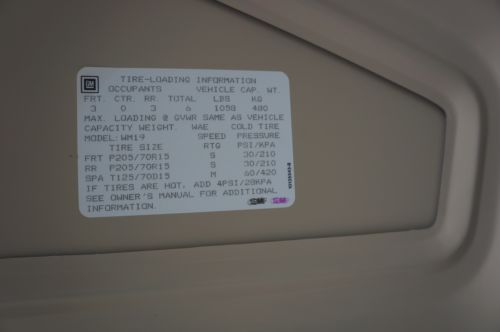 GM
TIRE-LOADING INFORMATION
OCCUPANTS VEHICLE CAP. WT.
FRT. CTR. RR. TOTAL LBS KG
3 0 3 6 1058 480
MAX. LOADING @ GVWR SAME AS VEHICLE
CAPACITY WEIGHT. WAE COLD TIRE
MODEL: WM19 SPEED PRESSURE
TIRE SIZE RTG PSI/KPA
FRT P205/70R15 S 30/210
RR P205/70R15 S 30/210
SPA T125/70D15 M 60/420
IF TIRES ARE HOT, ADD 4PSI/28KPA
SEE OWNER'S MANUAL FOR ADDITIONAL
INFORMATION.